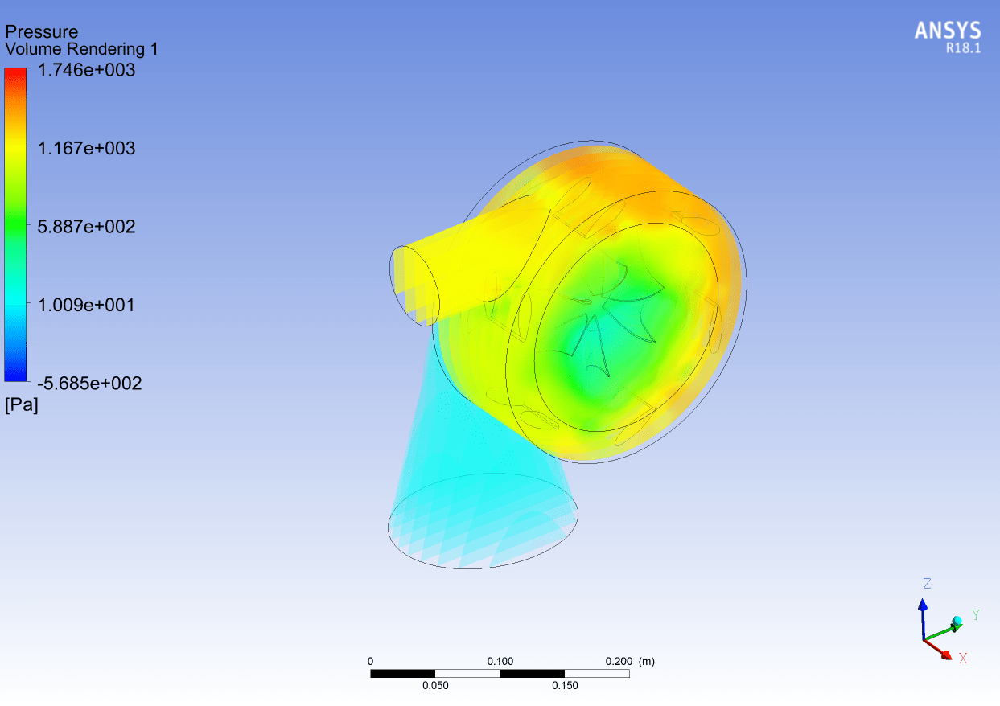 Pressure
Volume Rendering 1
1.746e+003
1.167e+003
5.887e+002
1.009e+001
-5.685e+002
[Pa]
ANSYS
R18.1
Z
Y
X
0 0.100 0.200 (m)
0.050 0.150